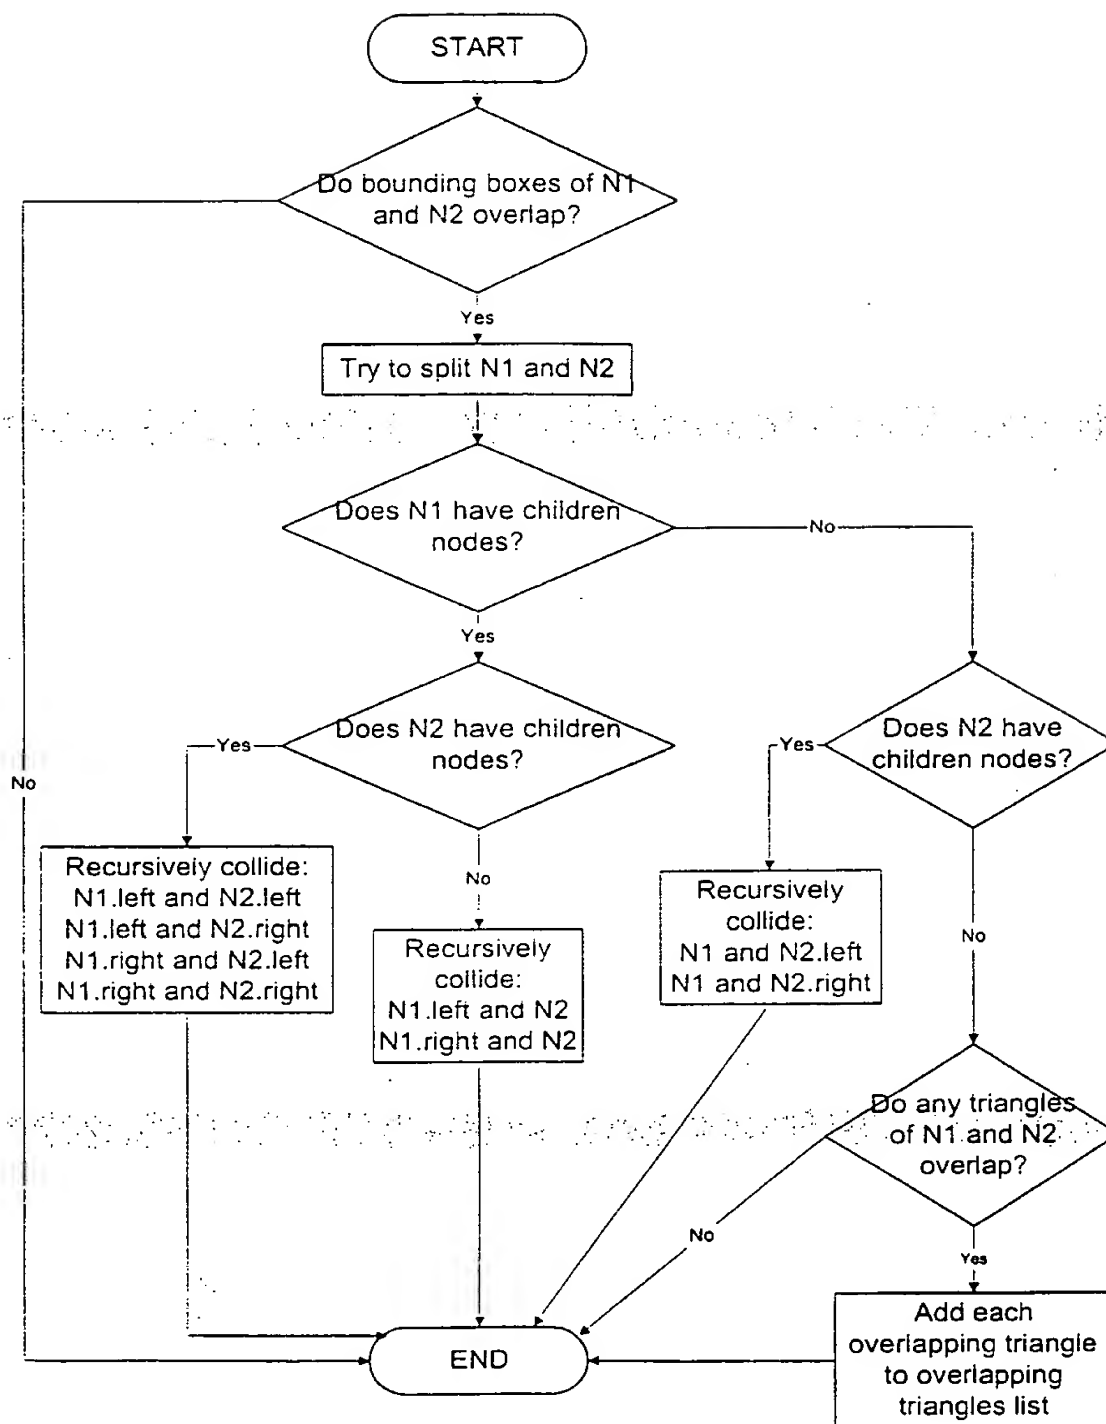 START
Do bounding boxes of N1
and N2 overlap?
Yes
Try to split N1 and N2
Does N1 have children
nodes?
No
Yes
Does N2 have children
nodes?
Yes
Does N2 have
children nodes?
Yes
No
Recursively collide:
N1.left and N2.left
N1.left and N2.right
N1.right and N2.left
N1.right and N2.right
No
Recursively
collide:
N1.left and N2
N1.right and N2
Recursively
collide:
N1 and N2.left
N1 and N2.right
No
Do any triangles
of N1 and N2
overlap?
No
Yes
Add each
overlapping triangle
to overlapping
triangles list
END